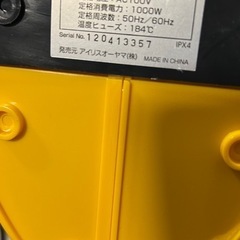 AC100V
定格消費電力：1000W
定格周波数：50Hz／60Hz
温度ヒューズ：184℃
Serial No. 120413357
IPX4
発売元 アイリスオーヤマ(株) MADE IN CHINA